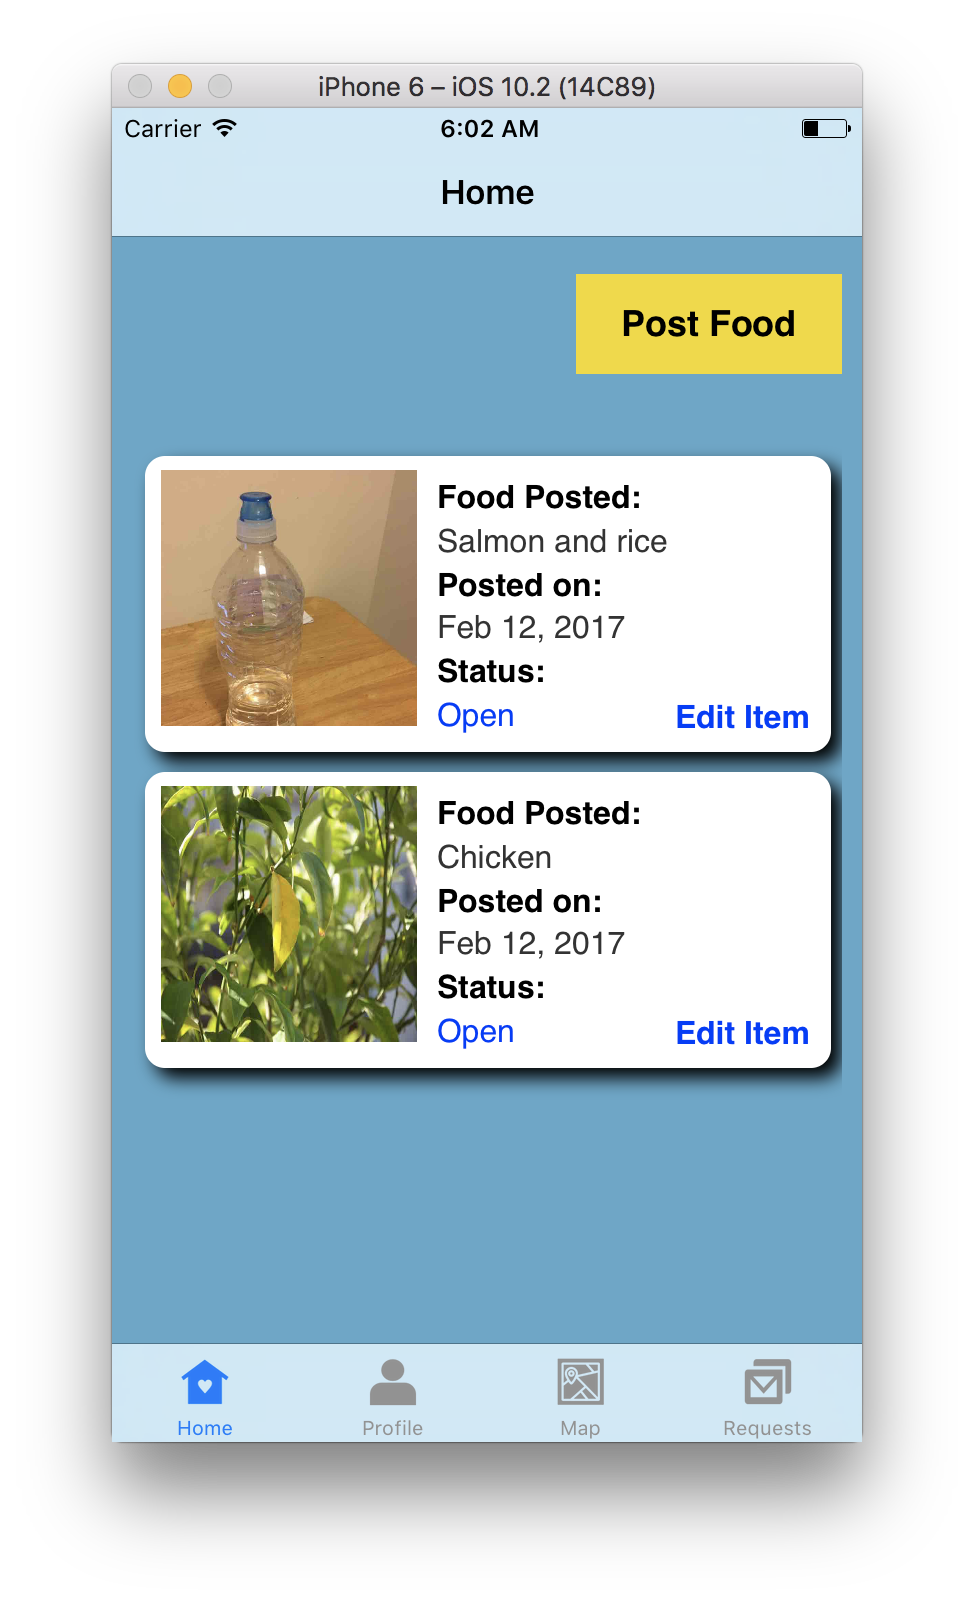 iPhone 6 – iOS 10.2 (14C89)
Carrier 6:02 AM
Home
Post Food
Food Posted:
Salmon and rice
Posted on:
Feb 12, 2017
Status:
Open Edit Item
Food Posted:
Chicken
Posted on:
Feb 12, 2017
Status:
Open Edit Item
Home Profile Map Requests